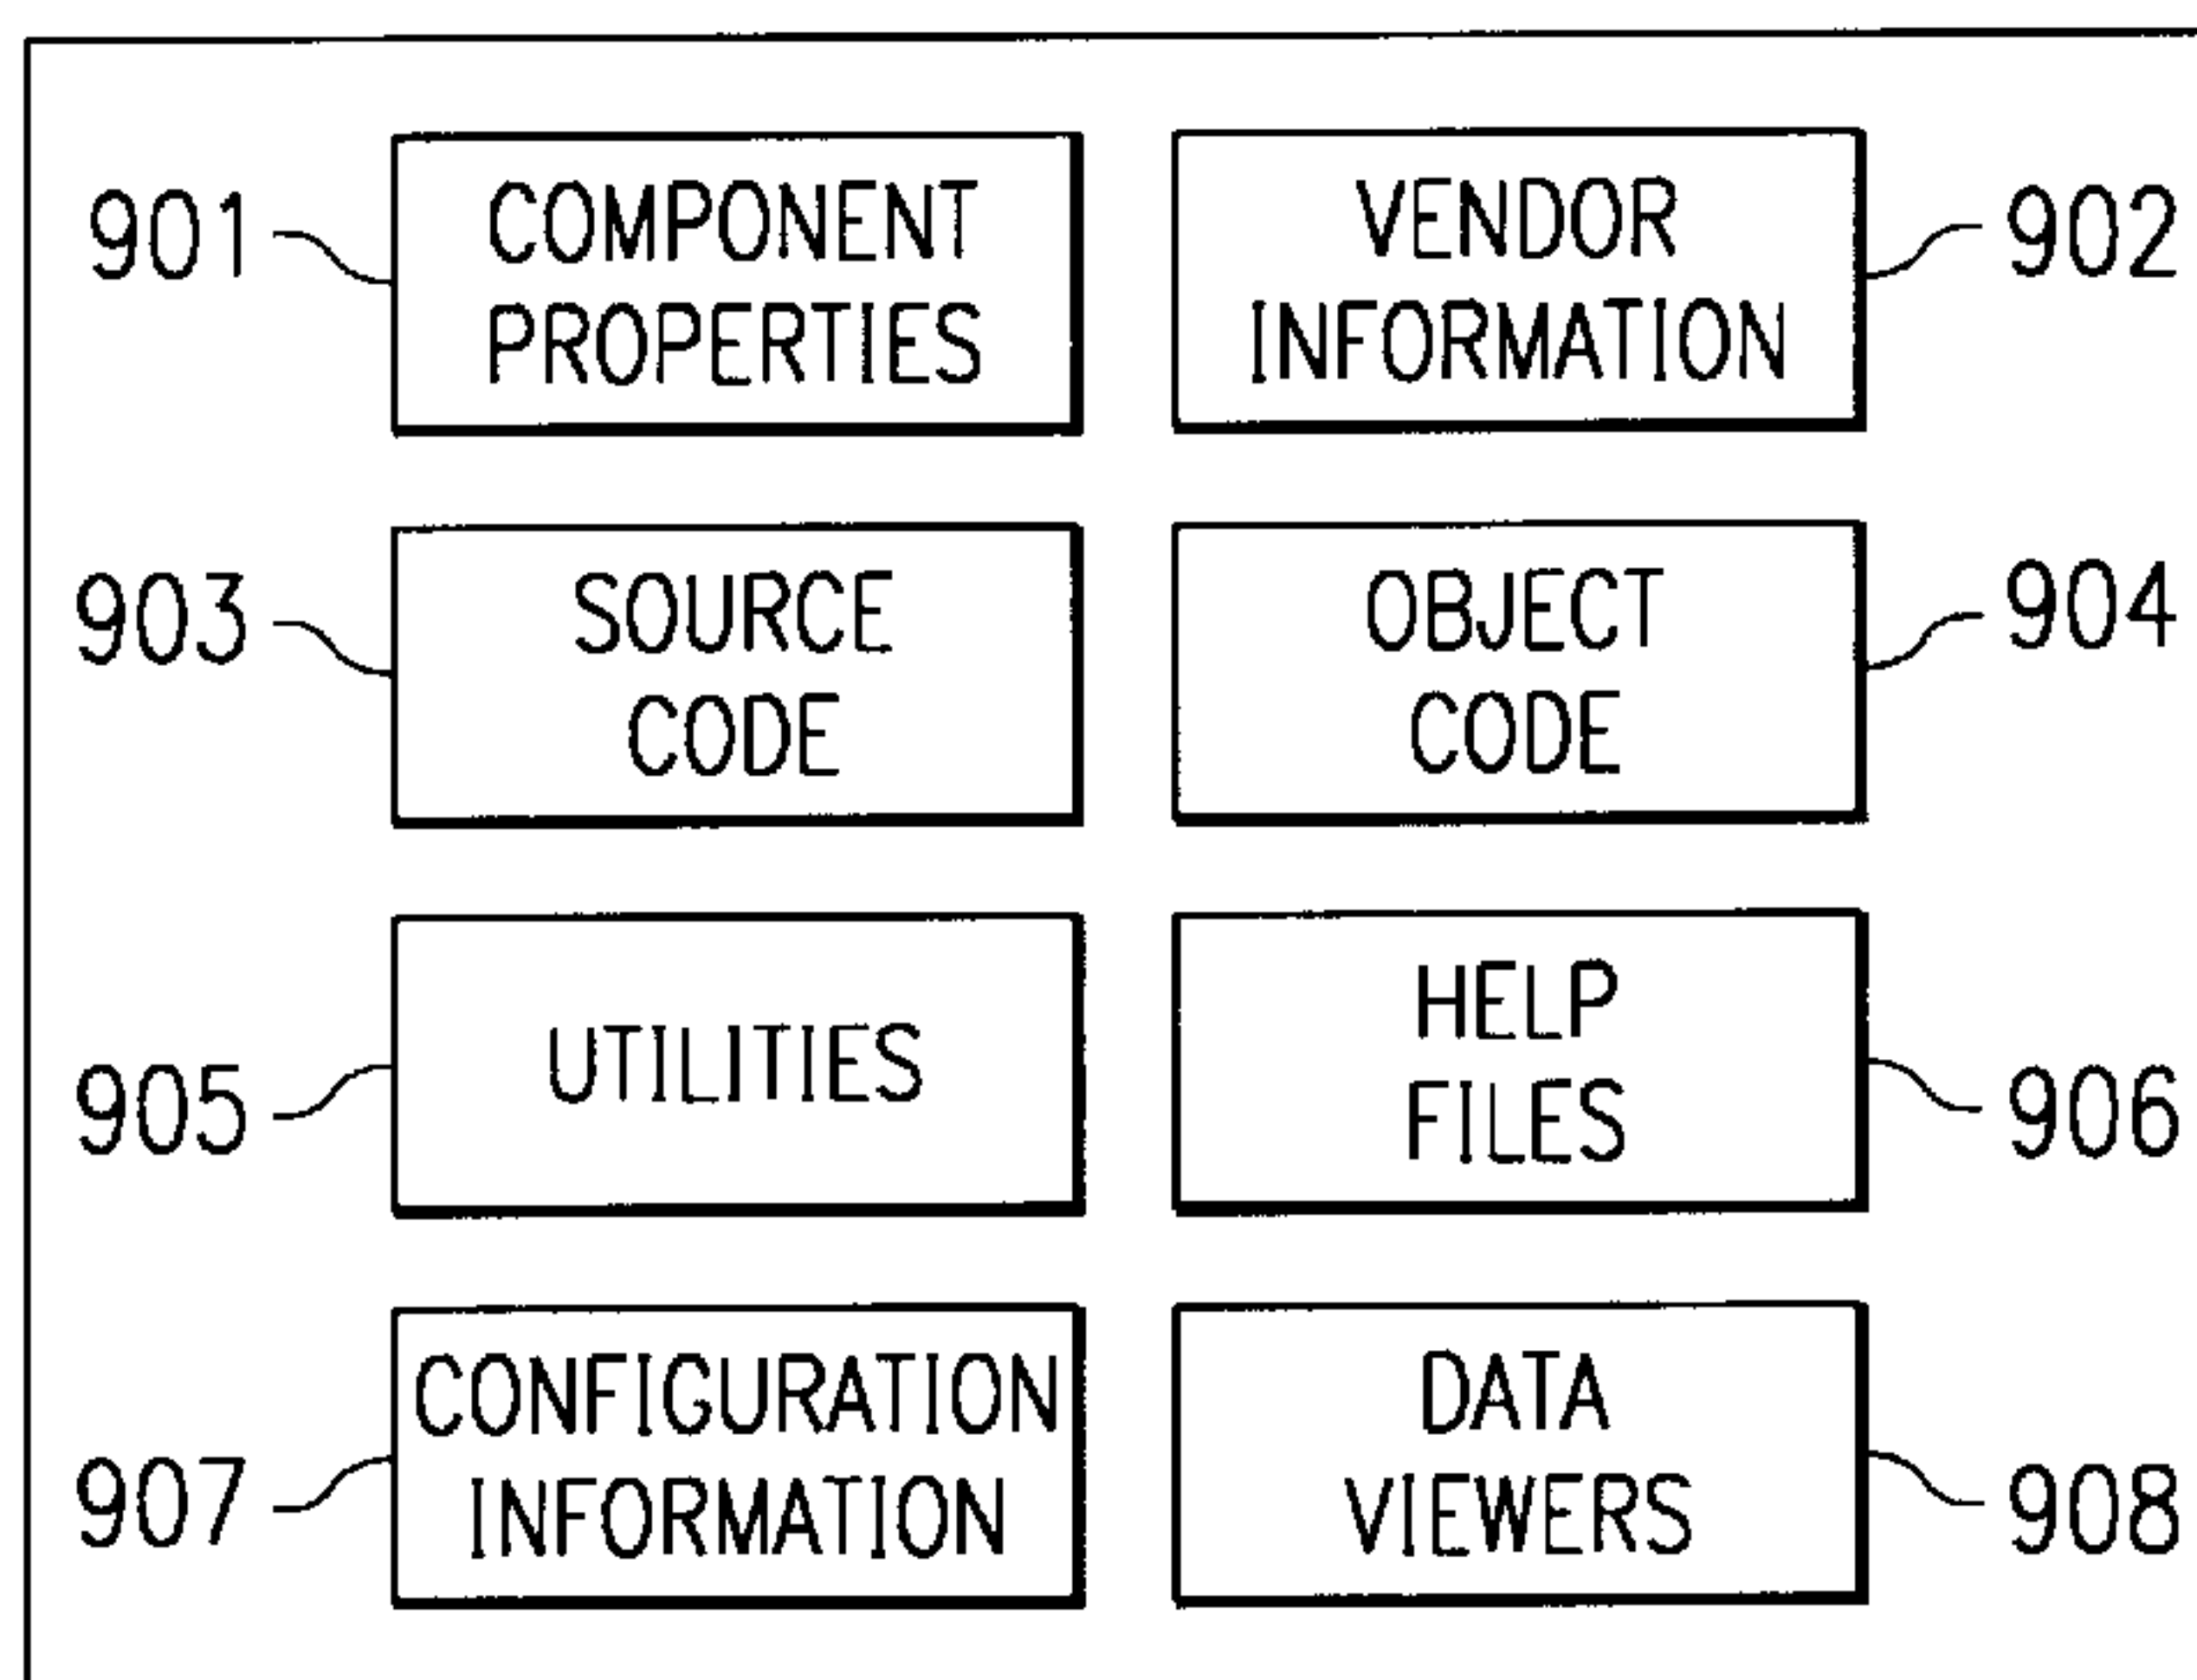 901
COMPONENT
PROPERTIES
VENDOR
INFORMATION
902
903
SOURCE
CODE
OBJECT
CODE
904
905
UTILITIES
HELP
FILES
906
907
CONFIGURATION
INFORMATION
DATA
VIEWERS
908